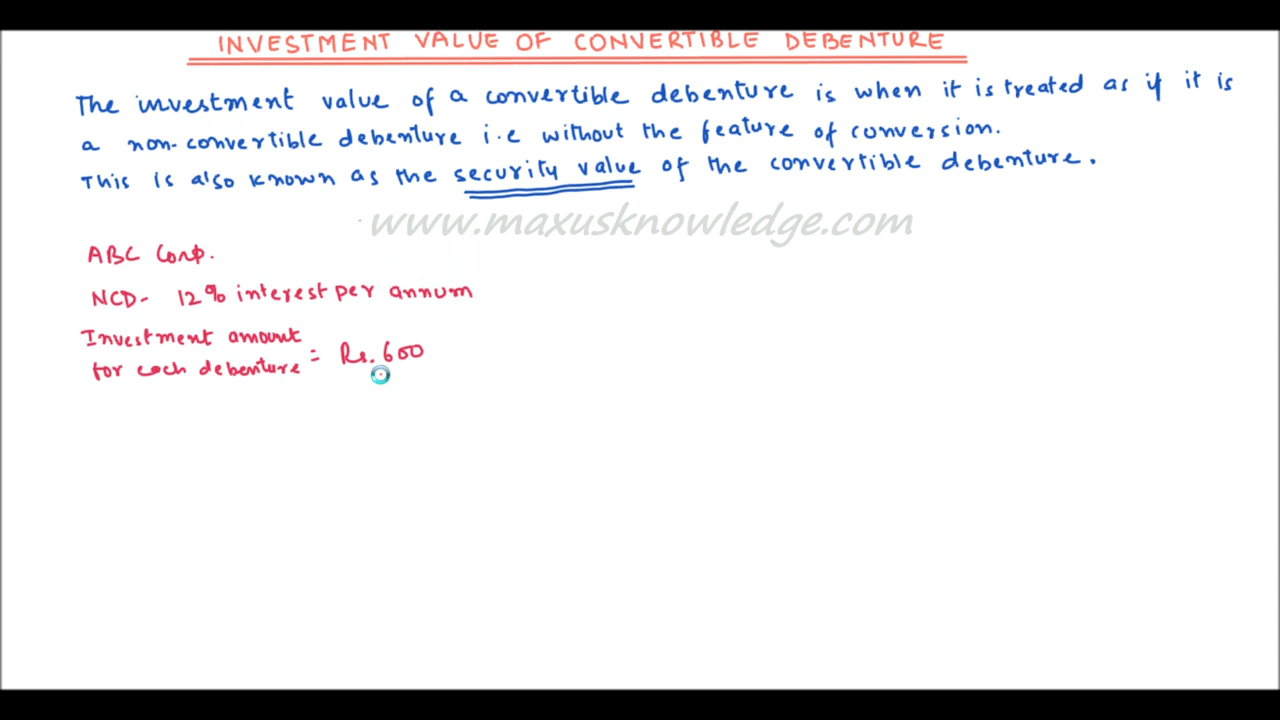 INVESTMENT VALUE OF CONVERTIBLE DEBENTURE
The investment value of a convertible debenture is when it is treated as if it is
a non-convertible debenture i.e without the feature of conversion.
This is also known as the security value of the convertible debenture.
www.maxusknowledge.com
ABC Corp.
NCD- 12% interest per annum
Investment amount
for each debenture = Rs. 600